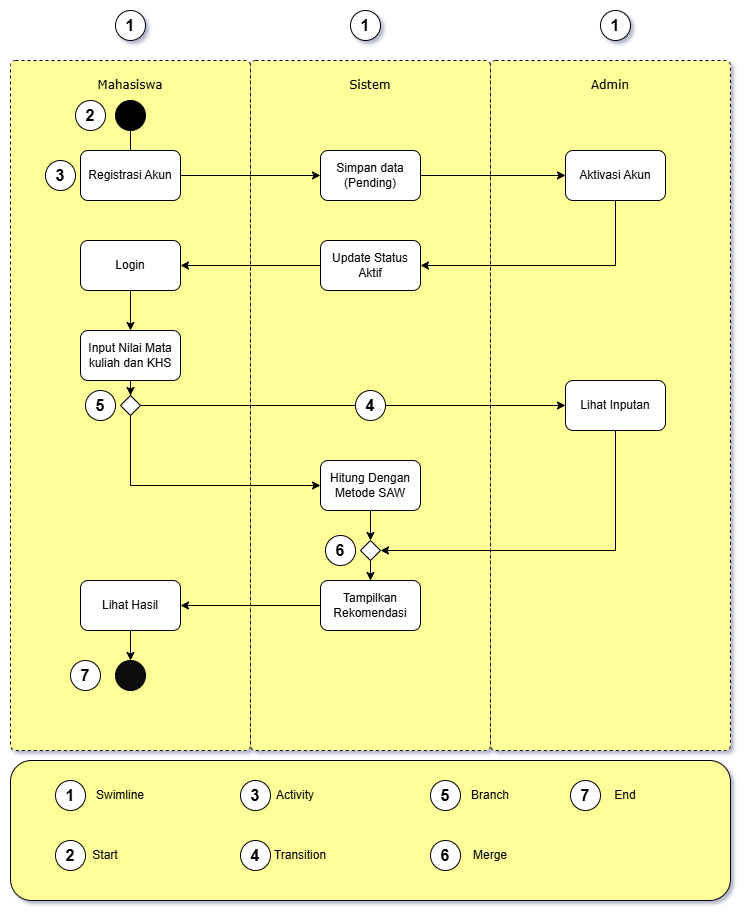 1
1
1
Mahasiswa
Sistem
Admin
2
3
Registrasi Akun
Simpan data
(Pending)
Aktivasi Akun
Login
Update Status
Aktif
Input Nilai Mata
kuliah dan KHS
5
4
Lihat Inputan
Hitung Dengan
Metode SAW
6
Lihat Hasil
Tampilkan
Rekomendasi
7
1 Swimline
3 Activity
5 Branch
7 End
2 Start
4 Transition
6 Merge